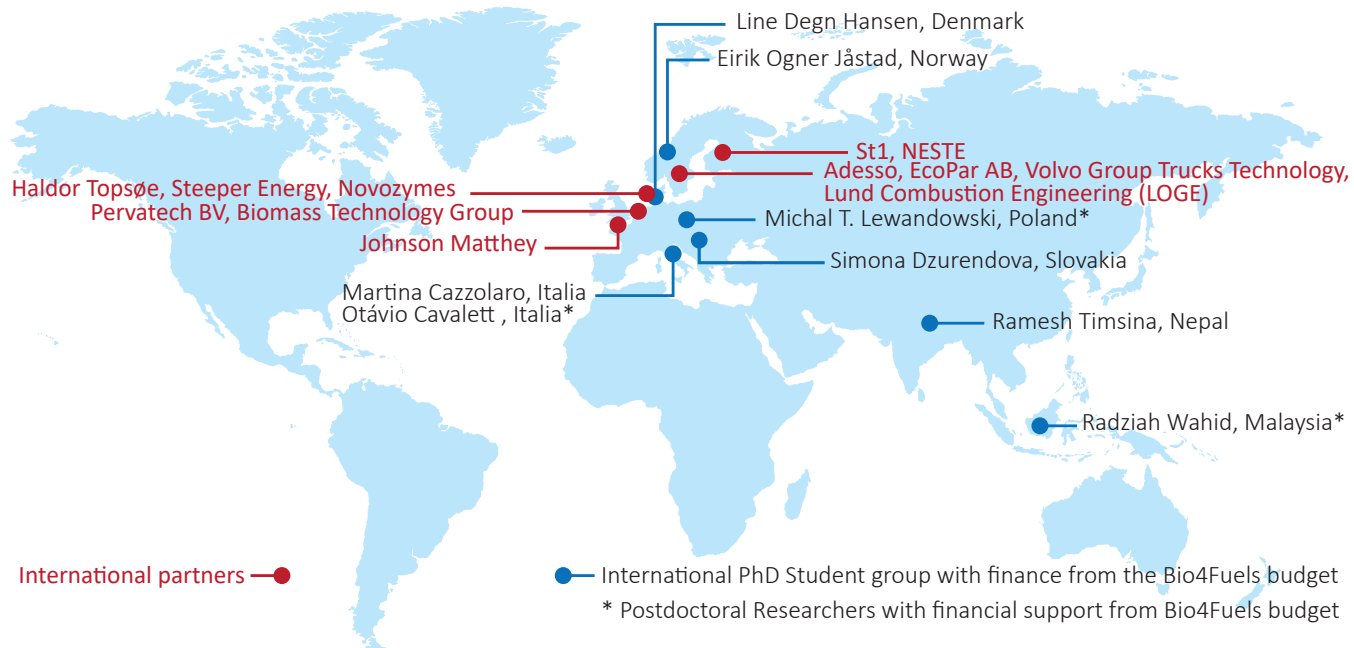 Line Degn Hansen, Denmark
Eirik Ogner Jåstad, Norway
St1, NESTE
Adesso, EcoPar AB, Volvo Group Trucks Technology,
Lund Combustion Engineering (LOGE)
Haldor Topsøe, Steeper Energy, Novozymes
Pervatech BV, Biomass Technology Group
Johnson Matthey
Michal T. Lewandowski, Poland*
Simona Dzurendova, Slovakia
Martina Cazzolaro, Italia
Otávio Cavalett , Italia*
Ramesh Timsina, Nepal
Radziah Wahid, Malaysia*
International partners
International PhD Student group with finance from the Bio4Fuels budget
* Postdoctoral Researchers with financial support from Bio4Fuels budget